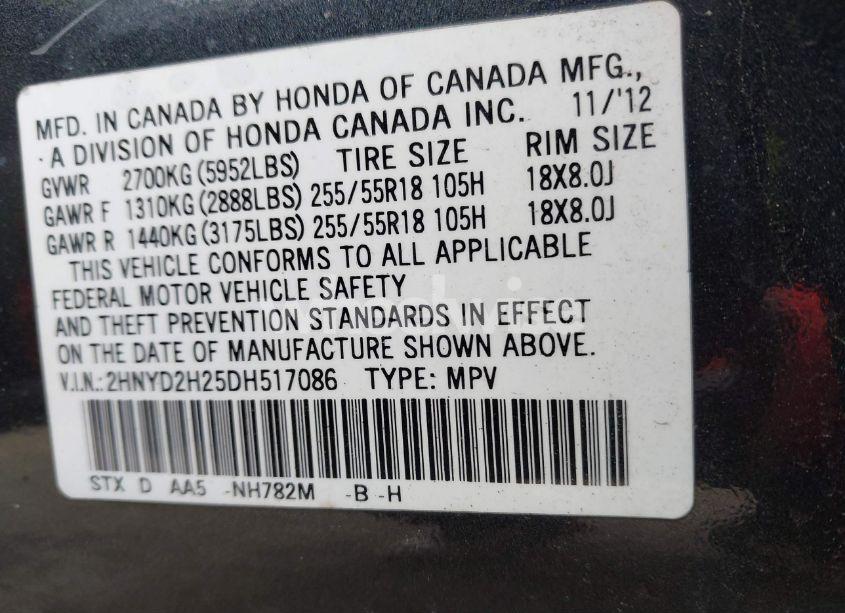 MFD. IN CANADA BY HONDA OF CANADA MFG.,
A DIVISION OF HONDA CANADA INC. 11/'12
GVWR 2700KG (5952LBS) TIRE SIZE RIM SIZE
GAWR F 1310KG (2888LBS) 255/55R18 105H 18X8.0J
GAWR R 1440KG (3175LBS) 255/55R18 105H 18X8.0J
THIS VEHICLE CONFORMS TO ALL APPLICABLE
FEDERAL MOTOR VEHICLE SAFETY
AND THEFT PREVENTION STANDARDS IN EFFECT
ON THE DATE OF MANUFACTURE SHOWN ABOVE.
V.I.N.: 2HNYD2H25DH517086 TYPE: MPV
STX D AA5 -NH782M -B -H